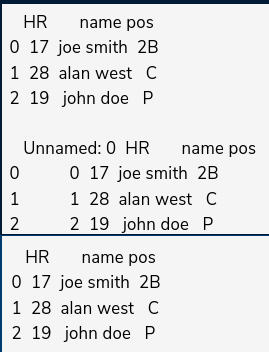 HR name pos
0 17 joe smith 2B
1 28 alan west C
2 19 john doe P
Unnamed: 0 HR name pos
0 0 17 joe smith 2B
1 1 28 alan west C
2 2 19 john doe P
HR name pos
0 17 joe smith 2B
1 28 alan west C
2 19 john doe P